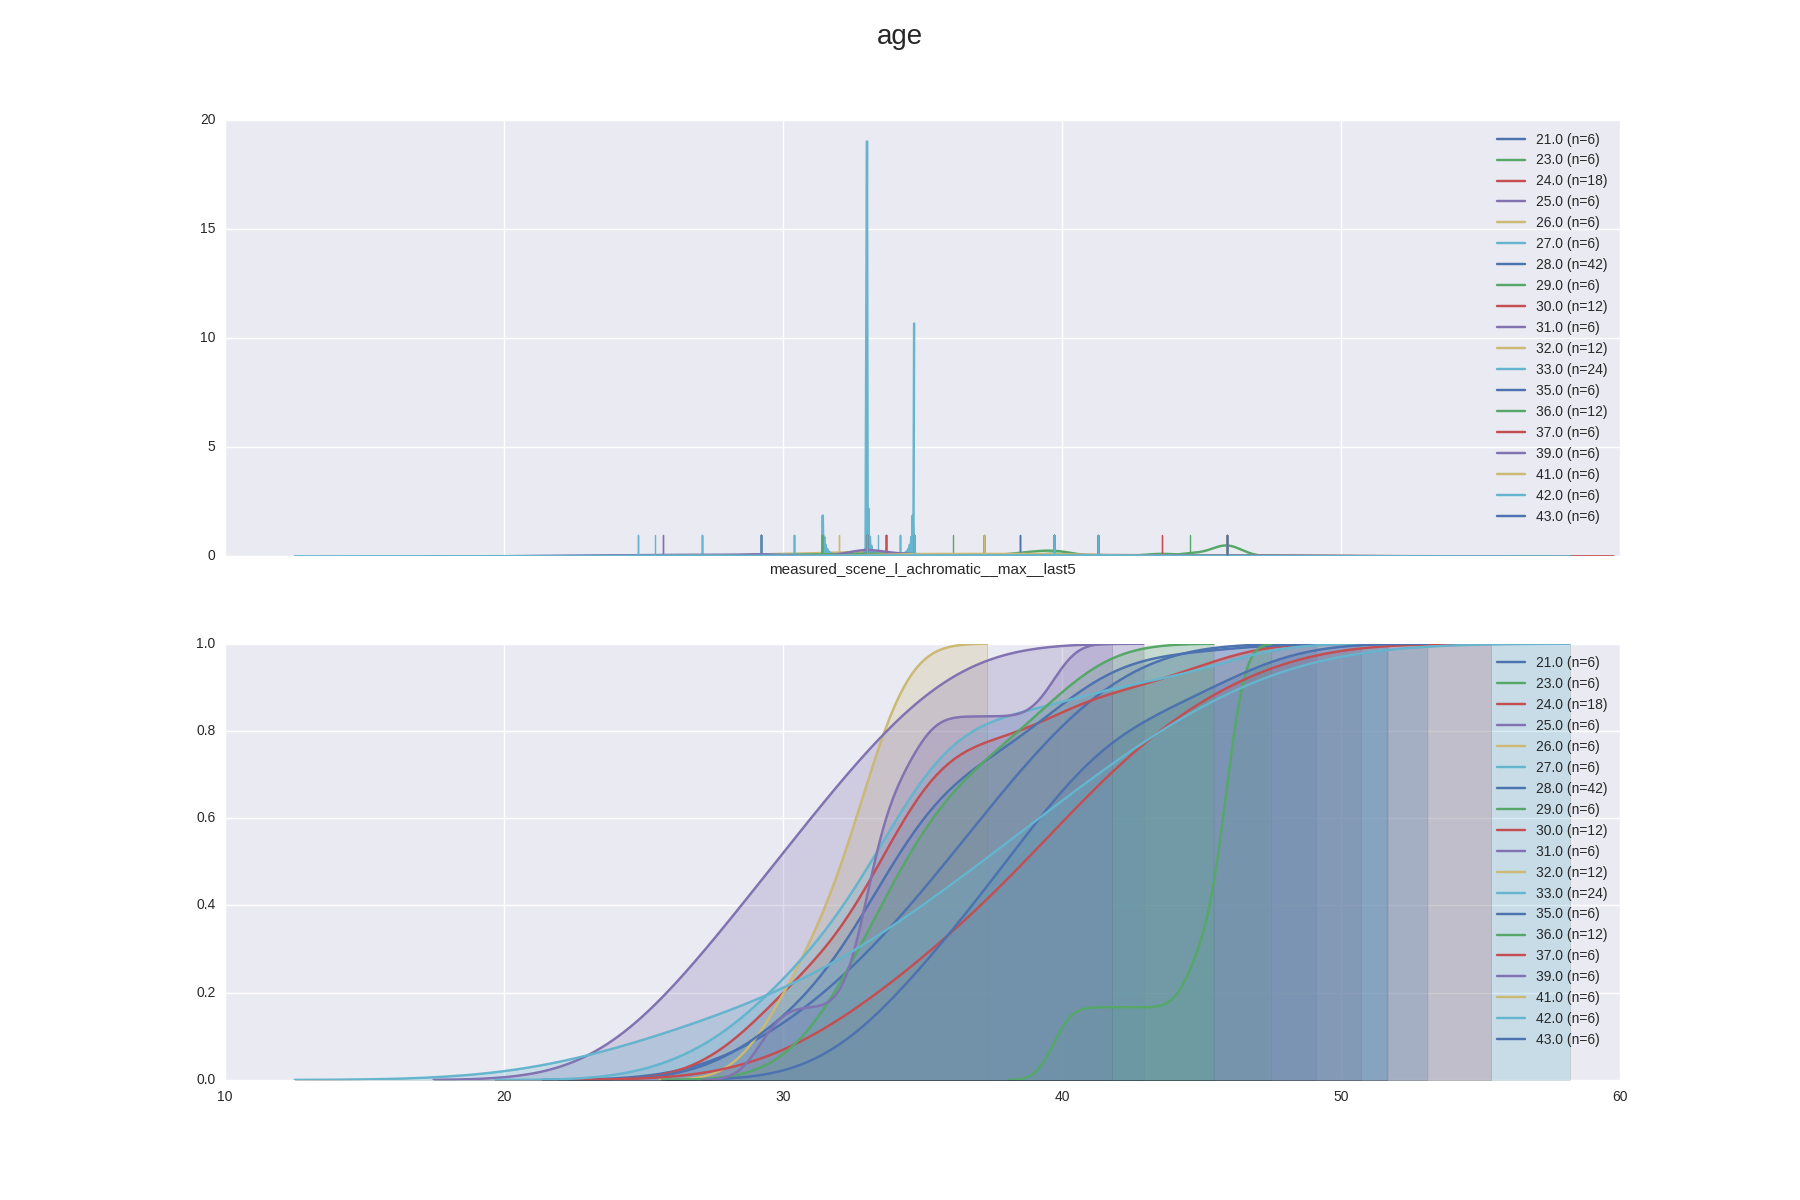 age
20
15
10
5
0
21.0 (n=6)
23.0 (n=6)
24.0 (n=18)
25.0 (n=6)
26.0 (n=6)
27.0 (n=6)
28.0 (n=42)
29.0 (n=6)
30.0 (n=12)
31.0 (n=6)
32.0 (n=12)
33.0 (n=24)
35.0 (n=6)
36.0 (n=12)
37.0 (n=6)
39.0 (n=6)
41.0 (n=6)
42.0 (n=6)
43.0 (n=6)
measured_scene_l_achromatic__max__last5
1.0
0.8
0.6
0.4
0.2
0.0
21.0 (n=6)
23.0 (n=6)
24.0 (n=18)
25.0 (n=6)
26.0 (n=6)
27.0 (n=6)
28.0 (n=42)
29.0 (n=6)
30.0 (n=12)
31.0 (n=6)
32.0 (n=12)
33.0 (n=24)
35.0 (n=6)
36.0 (n=12)
37.0 (n=6)
39.0 (n=6)
41.0 (n=6)
42.0 (n=6)
43.0 (n=6)
10 20 30 40 50 60